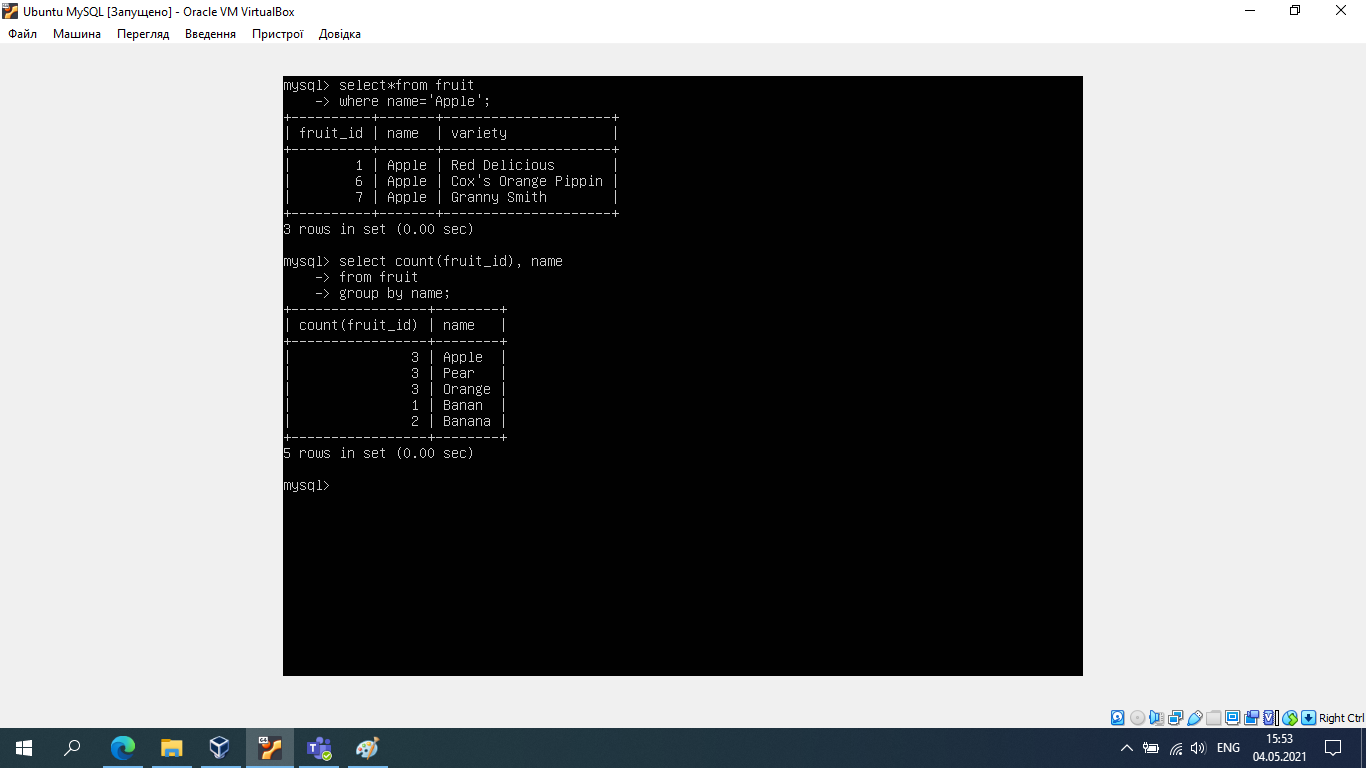 Ubuntu MySQL [Запущено] - Oracle VM VirtualBox
Файл Машина Перегляд Введення Пристрої Довідка
mysql> select*from fruit
    -> where name='Apple';
+----------+-------+---------------------+
| fruit_id | name  | variety             |
+----------+-------+---------------------+
|        1 | Apple | Red Delicious       |
|        6 | Apple | Cox's Orange Pippin |
|        7 | Apple | Granny Smith        |
+----------+-------+---------------------+
3 rows in set (0.00 sec)
mysql> select count(fruit_id), name
    -> from fruit
    -> group by name;
+-----------------+--------+
| count(fruit_id) | name   |
+-----------------+--------+
|               3 | Apple  |
|               3 | Pear   |
|               3 | Orange |
|               1 | Banan  |
|               2 | Banana |
+-----------------+--------+
5 rows in set (0.00 sec)
mysql>
Right Ctrl
ENG
15:53
04.05.2021